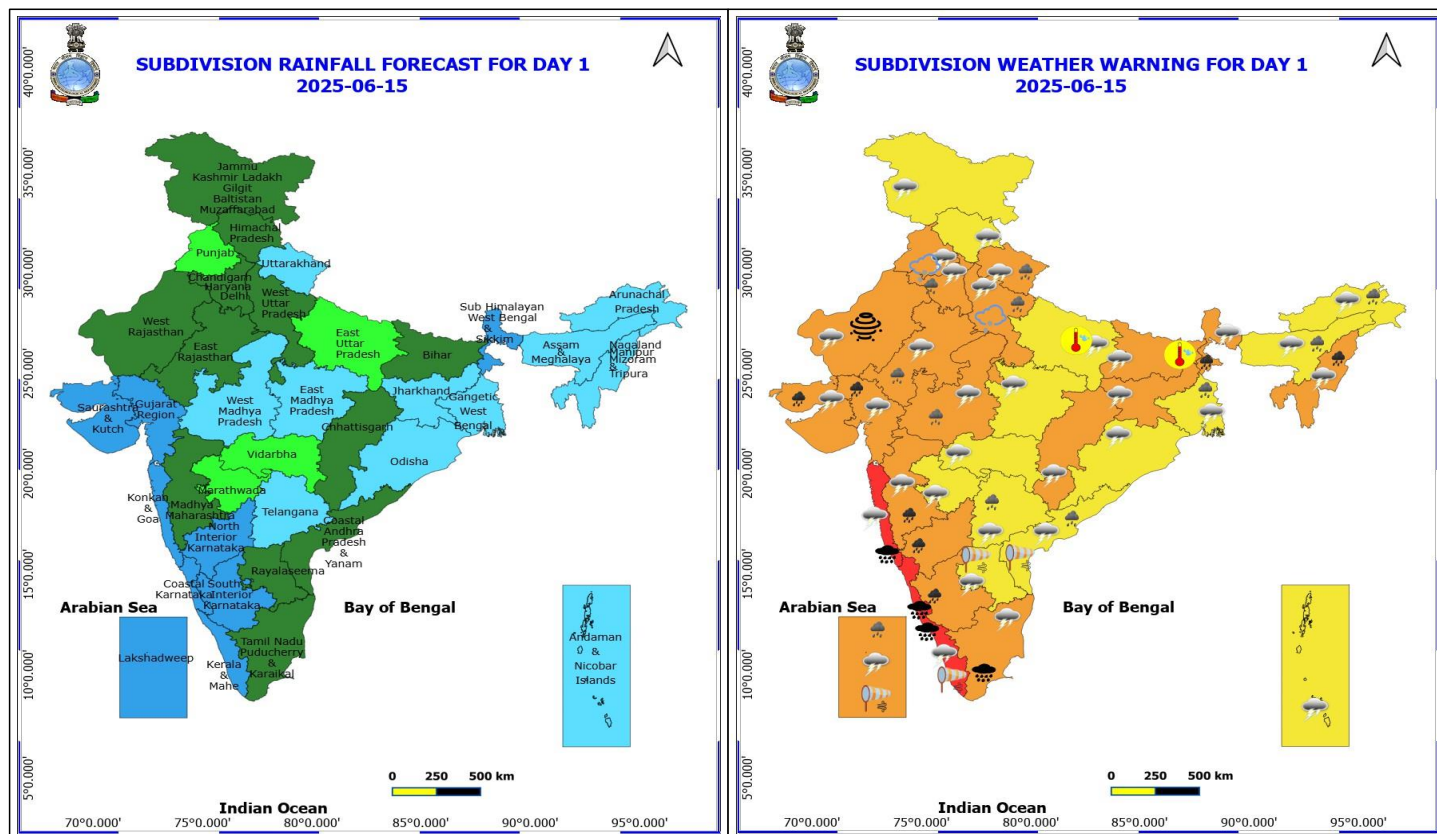 SUBDIVISION RAINFALL FORECAST FOR DAY 1
2025-06-15
40°0.000'
35°0.000'
30°0.000'
25°0.000'
20°0.000'
15°0.000'
10°0.000'
5°0.000'
Jammu
Kashmir Ladakh
Gilgit
Baltistan
Muzaffarabad
Himachal
Pradesh
Punjab
Uttarakhand
Chandigarh
Haryana
Delhi
West
Uttar
Pradesh
West
Rajasthan
East
Rajasthan
East
Uttar
Pradesh
Bihar
Sub Himalayan
West Bengal
&
Sikkim
Arunachal
Pradesh
Assam
&
Meghalaya
Nagaland
Manipur
Mizoram
&
Tripura
Saurashtra
&
Kutch
Gujarat
Region
West
Madhya
Pradesh
East
Madhya
Pradesh
Jharkhand
Gangetic
West
Bengal
Chhattisgarh
Odisha
Vidarbha
Marathwada
Madhya
Maharashtra
Konkan
&
Goa
Telangana
North
Interior
Karnataka
Coastal
Andhra
Pradesh
&
Yanam
Rayalaseema
Coastal
Karnataka
South
Interior
Karnataka
Arabian Sea
Bay of Bengal
Lakshadweep
Kerala
&
Mahe
Tamil Nadu
Puducherry
&
Karaikal
Andaman
&
Nicobar
Islands
0 250 500 km
Indian Ocean
70°0.000' 75°0.000' 80°0.000' 85°0.000' 90°0.000' 95°0.000'
SUBDIVISION WEATHER WARNING FOR DAY 1
2025-06-15
40°0.000'
35°0.000'
30°0.000'
25°0.000'
20°0.000'
15°0.000'
10°0.000'
5°0.000'
Arabian Sea
Bay of Bengal
0 250 500 km
Indian Ocean
70°0.000' 75°0.000' 80°0.000' 85°0.000' 90°0.000' 95°0.000'